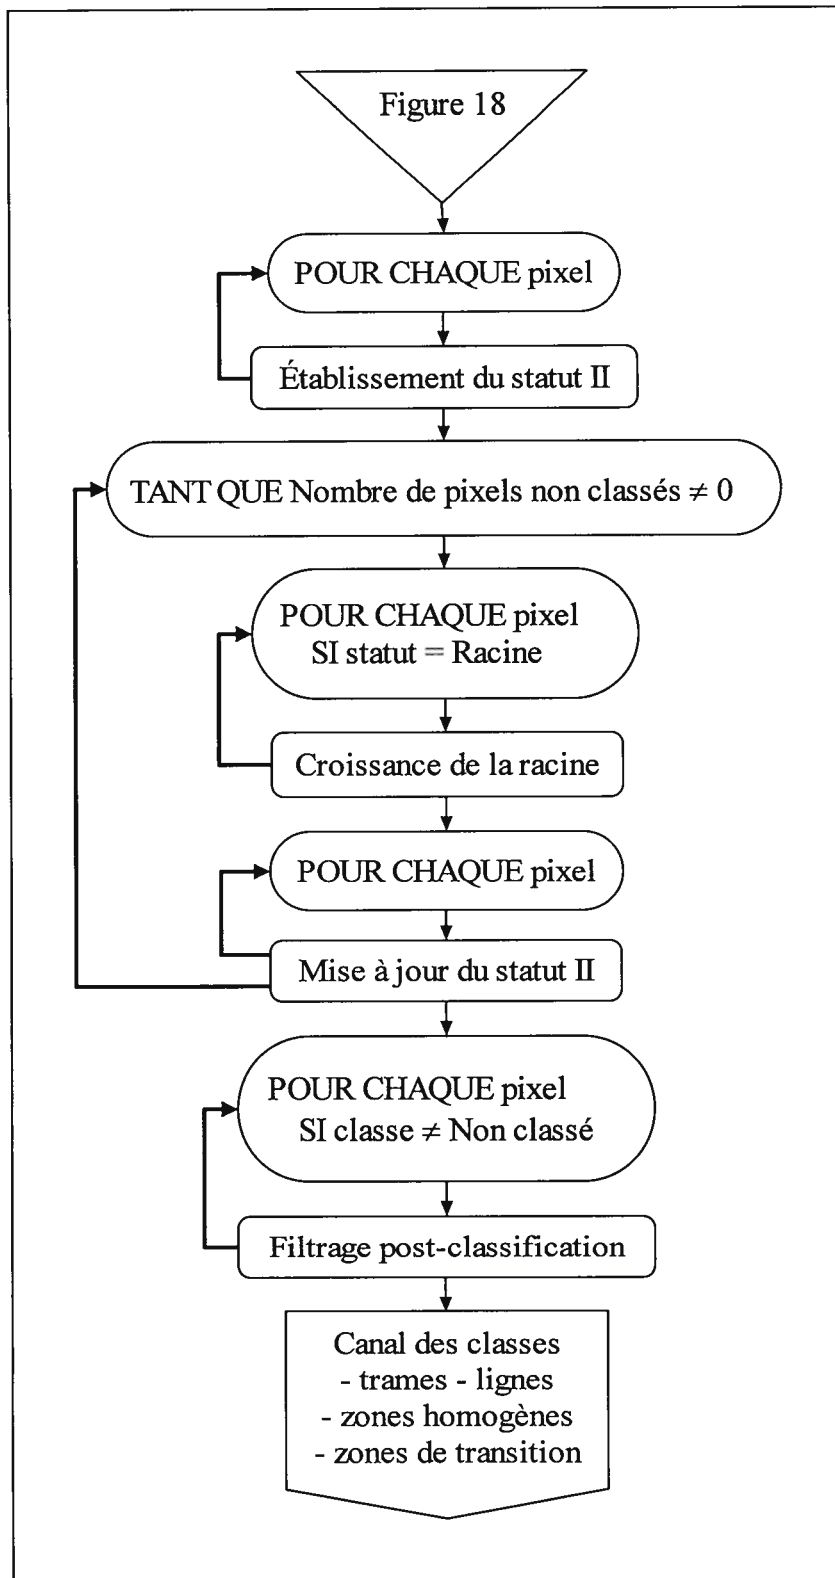 Figure 18
POUR CHAQUE pixel
Établissement du statut II
TANT QUE Nombre de pixels non classés ≠ 0
POUR CHAQUE pixel
SI statut = Racine
Croissance de la racine
POUR CHAQUE pixel
Mise à jour du statut II
POUR CHAQUE pixel
SI classe ≠ Non classé
Filtrage post-classification
Canal des classes
- trames - lignes
- zones homogènes
- zones de transition